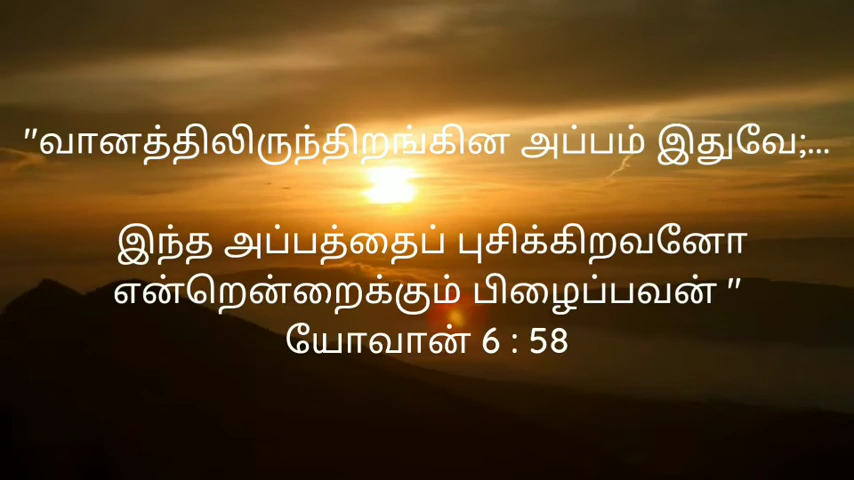 "வானத்திலிருந்திறங்கின அப்பம் இதுவே;...
இந்த அப்பத்தைப் புசிக்கிறவனோ
என்றென்றைக்கும் பிழைப்பவன் "
யோவான் 6 : 58